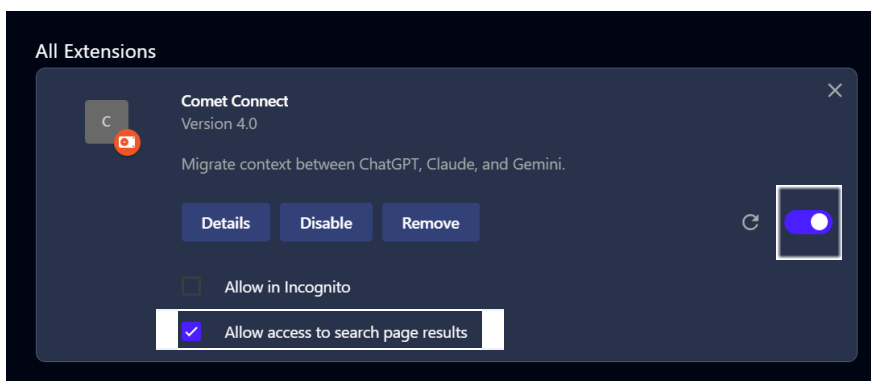 All Extensions
C
Comet Connect
Version 4.0
Migrate context between ChatGPT, Claude, and Gemini.
Details Disable Remove
Allow in Incognito
Allow access to search page results